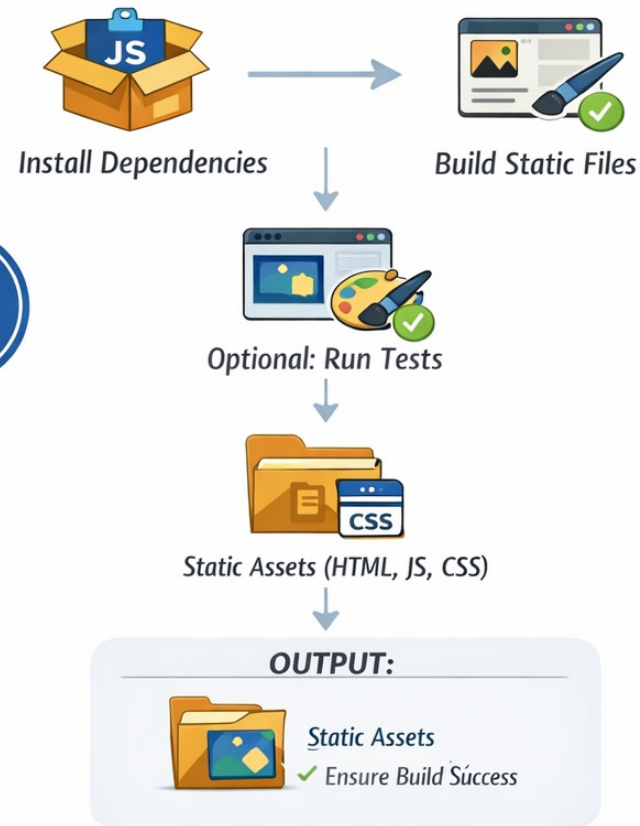 JS
Install Dependencies
Build Static Files
Optional: Run Tests
CSS
Static Assets (HTML, JS, CSS)
OUTPUT:
Static Assets
Ensure Build Success